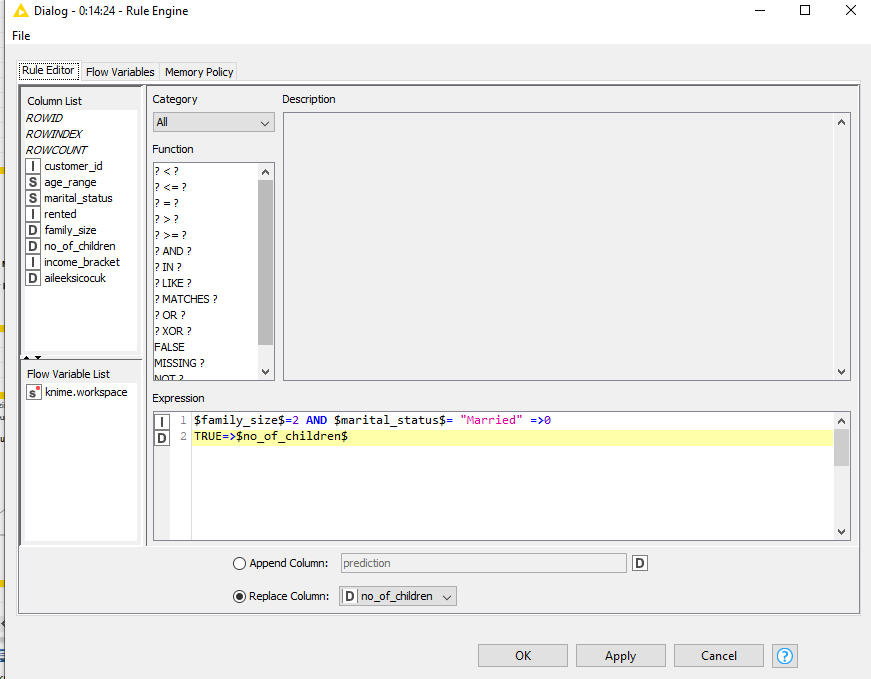 Dialog - 0:14:24 - Rule Engine
File
Rule Editor Flow Variables Memory Policy
Column List
ROWID
ROWINDEX
ROWCOUNT
I customer_id
S age_range
S marital_status
I rented
D family_size
D no_of_children
I income_bracket
D aileeksicocuk
Flow Variable List
s knime.workspace
Category
All
Function
? < ?
? <= ?
? = ?
? > ?
? >= ?
? AND ?
? IN ?
? LIKE ?
? MATCHES ?
? OR ?
? XOR ?
FALSE
MISSING ?
NOT ?
Description
Expression
I 1 $family_size$=2 AND $marital_status$= "Married" =>0
D 2 TRUE=>$no_of_children$
Append Column: prediction D
Replace Column: D no_of_children
OK Apply Cancel ?